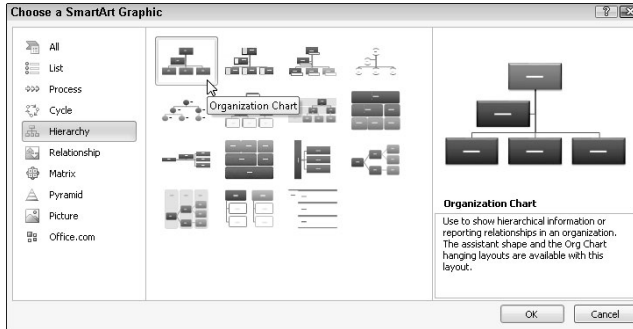 Choose a SmartArt Graphic
All
List
Process
Cycle
Hierarchy
Relationship
Matrix
Pyramid
Picture
Office.com
Organization Chart
Organization Chart
Use to show hierarchical information or
reporting relationships in an organization.
The assistant shape and the Org Chart
hanging layouts are available with this
layout.
OK
Cancel